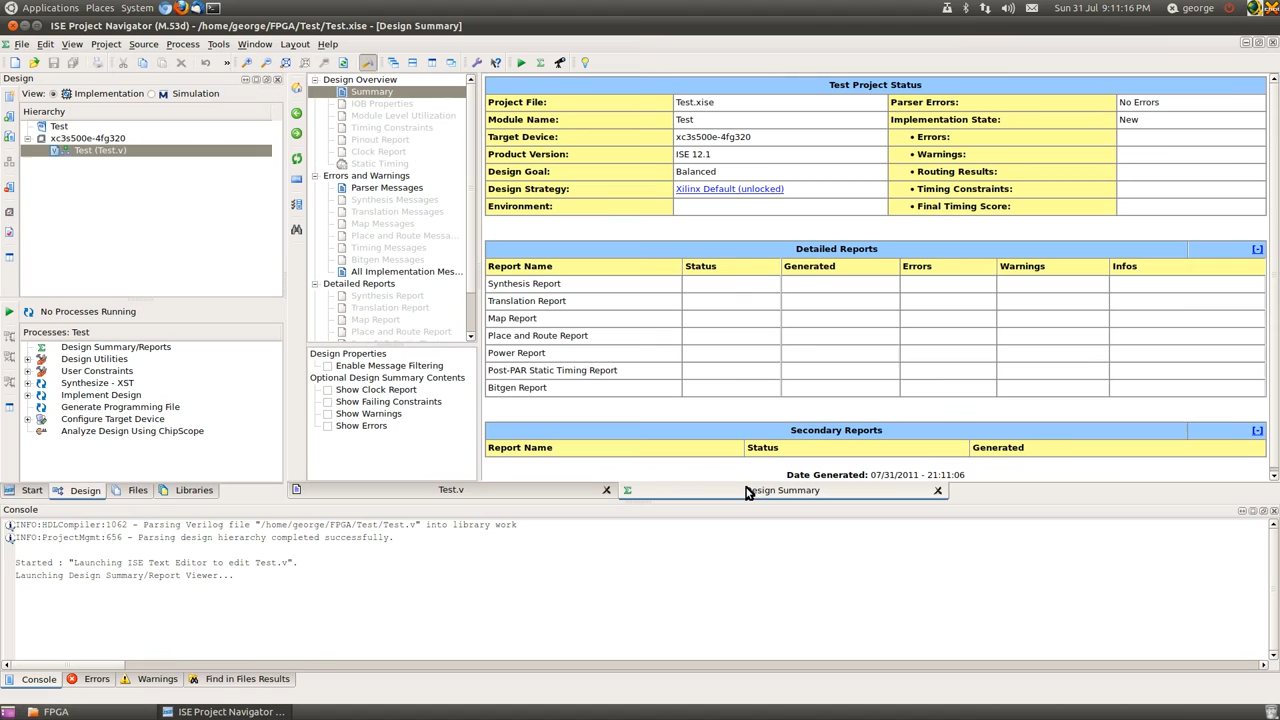 Applications Places System
Sun 31 Jul 9:11:16 PM george
ISE Project Navigator (M.53d) - /home/george/FPGA/Test/Test.xise - [Design Summary]
File Edit View Project Source Process Tools Window Layout Help
Design
View: Implementation Simulation
Hierarchy
Test
xc3s500e-4fg320
Test (Test.v)
No Processes Running
Processes: Test
Design Summary/Reports
Design Utilities
User Constraints
Synthesize - XST
Implement Design
Generate Programming File
Configure Target Device
Analyze Design Using ChipScope
Start Design Files Libraries
Design Overview
Summary
IOB Properties
Module Level Utilization
Timing Constraints
Pinout Report
Clock Report
Static Timing
Errors and Warnings
Parser Messages
Synthesis Messages
Translation Messages
Map Messages
Place and Route Messa...
Timing Messages
Bitgen Messages
All Implementation Mes...
Detailed Reports
Synthesis Report
Translation Report
Map Report
Place and Route Report
Design Properties
Enable Message Filtering
Optional Design Summary Contents
Show Clock Report
Show Failing Constraints
Show Warnings
Show Errors
Test Project Status
Project File: Test.xise Parser Errors: No Errors
Module Name: Test Implementation State: New
Target Device: xc3s500e-4fg320 • Errors:
Product Version: ISE 12.1 • Warnings:
Design Goal: Balanced • Routing Results:
Design Strategy: Xilinx Default (unlocked) • Timing Constraints:
Environment: • Final Timing Score:
Detailed Reports [-]
Report Name Status Generated Errors Warnings Infos
Synthesis Report
Translation Report
Map Report
Place and Route Report
Power Report
Post-PAR Static Timing Report
Bitgen Report
Secondary Reports [-]
Report Name Status Generated
Date Generated: 07/31/2011 - 21:11:06
Test.v Design Summary
Console
INFO:HDLCompiler:1062 - Parsing Verilog file "/home/george/FPGA/Test/Test.v" into library work
INFO:ProjectMgmt:656 - Parsing design hierarchy completed successfully.
Started : "Launching ISE Text Editor to edit Test.v".
Launching Design Summary/Report Viewer...
Console Errors Warnings Find in Files Results
FPGA ISE Project Navigator ...